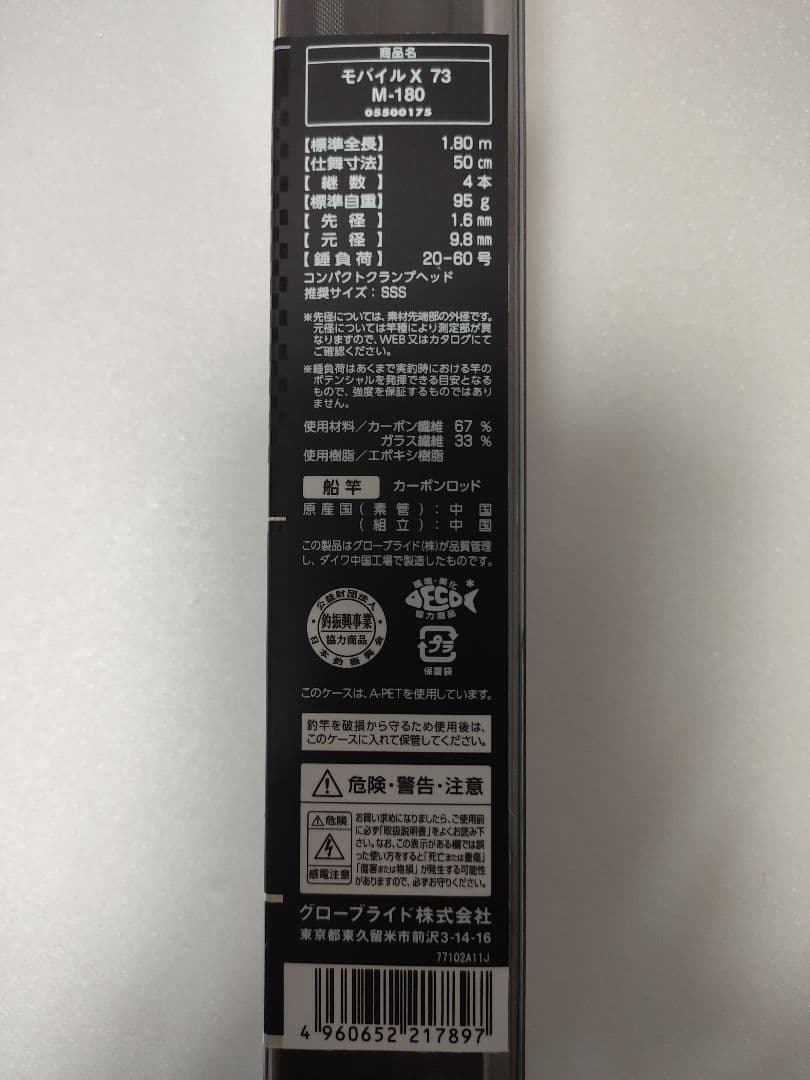 商品名
モバイルX 73
M-180
05500175
【標準全長】 1.80 m
【仕舞寸法】 50 cm
【継数】 4 本
【標準自重】 95 g
【先径】 1.6 mm
【元径】 9.8 mm
【錘負荷】 20-60 号
コンパクトクランプヘッド
推奨サイズ：SSS
※先径については、素材先端部の外径です。
元径については竿種により測定部が異
なりますので、WEB又はカタログにて
ご確認ください。
※錘負荷はあくまで実釣時における竿の
ポテンシャルを発揮できる目安となる
もので、強度を保証するものではあり
ません。
使用材料／カーボン繊維 67 %
ガラス繊維 33 %
使用樹脂／エポキシ樹脂
船竿 カーボンロッド
原産国（素管）：中国
（組立）：中国
この製品はグローブライド(株)が品質管理
し、ダイワ中国工場で製造したものです。
公益財団法人
釣振興事業
協力商品
日本釣振興会
環境・美化
ECO
協力商品
プラ
保護袋
このケースは、A-PETを使用しています。
釣竿を破損から守るため使用後は、
このケースに入れて保管してください。
危険・警告・注意
危険
感電注意
お買い求めになりましたら、ご使用前
に必ず「取扱説明書」をよくお読み下
さい。なお、この表示がある欄では誤
った使い方をすると「死亡または重傷」
「傷害または物損」が発生する可能性
がありますので、必ずお守りください。
グローブライド株式会社
東京都東久留米市前沢3-14-16
77102A11J
4 960652 217897